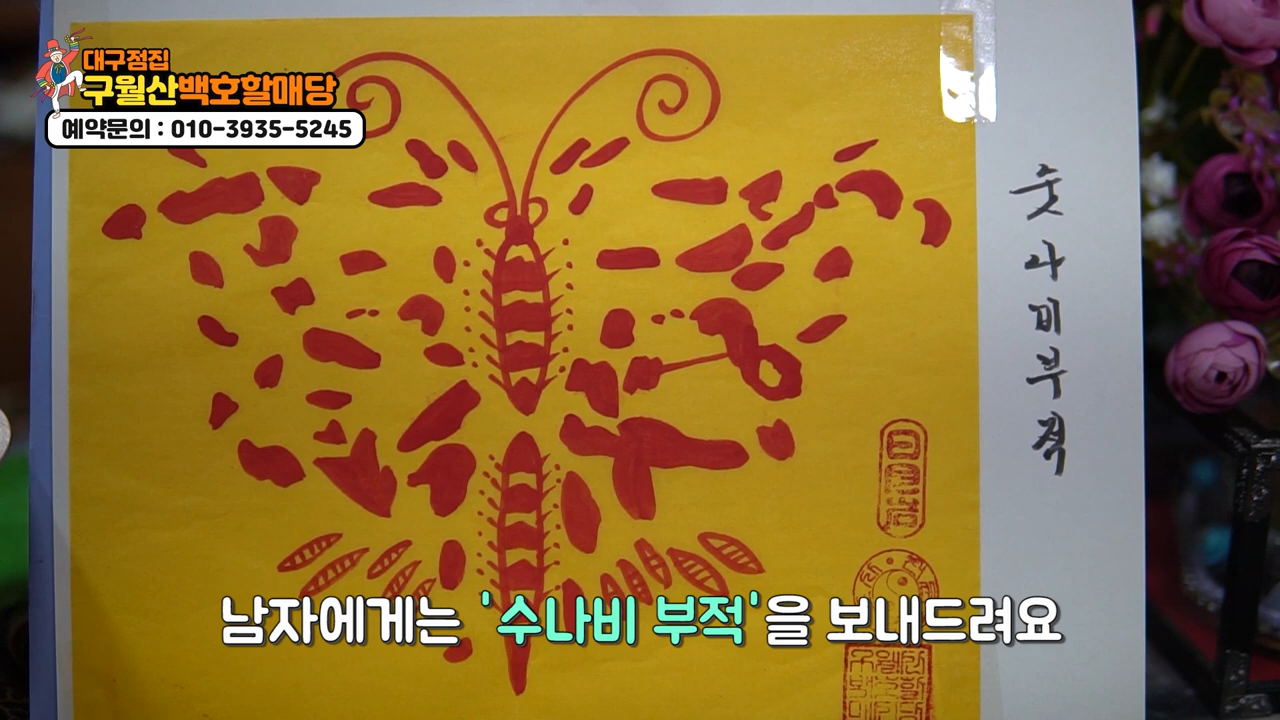 대구점집
구월산백호할매당
예약문의 : 010-3935-5245
숫나비부적
남자에게는 '수나비 부적'을 보내드려요